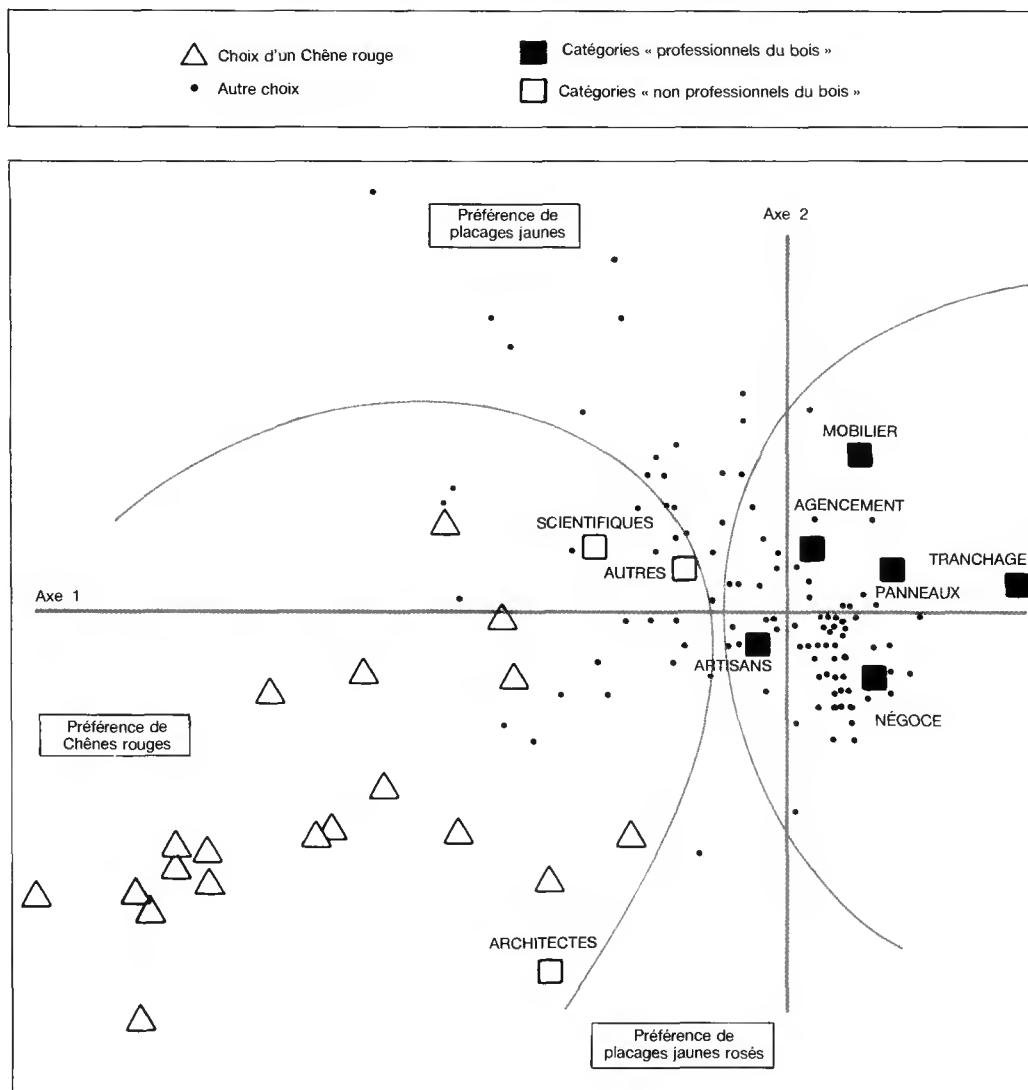 Choix d'un Chêne rouge
Autre choix
Catégories « professionnels du bois »
Catégories « non professionnels du bois »
Préférence de
placages jaunes
Axe 2
MOBILIER
AGENCEMENT
SCIENTIFIQUES
TRANCHAGE
AUTRES
PANNEAUX
Axe 1
ARTISANS
Préférence de
Chênes rouges
NÉGOCE
ARCHITECTES
Préférence de
placages jaunes rosés